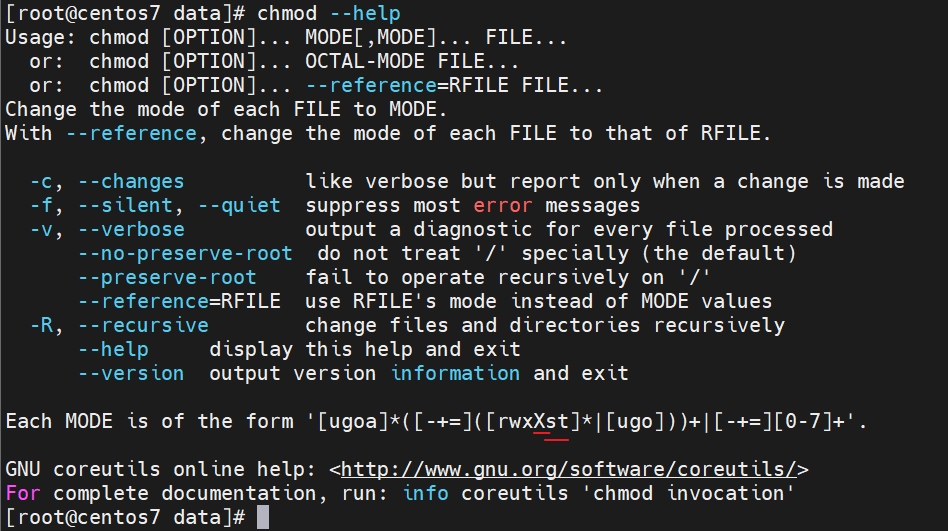 [root@centos7 data]# chmod --help
Usage: chmod [OPTION]... MODE[,MODE]... FILE...
  or:  chmod [OPTION]... OCTAL-MODE FILE...
  or:  chmod [OPTION]... --reference=RFILE FILE...
Change the mode of each FILE to MODE.
With --reference, change the mode of each FILE to that of RFILE.

  -c, --changes          like verbose but report only when a change is made
  -f, --silent, --quiet  suppress most error messages
  -v, --verbose          output a diagnostic for every file processed
      --no-preserve-root  do not treat '/' specially (the default)
      --preserve-root    fail to operate recursively on '/'
      --reference=RFILE  use RFILE's mode instead of MODE values
  -R, --recursive        change files and directories recursively
      --help     display this help and exit
      --version  output version information and exit

Each MODE is of the form '[ugoa]*([-+=]([rwxXst]*|[ugo]))+|[-+=][0-7]+'.

GNU coreutils online help: <http://www.gnu.org/software/coreutils/>
For complete documentation, run: info coreutils 'chmod invocation'
[root@centos7 data]#